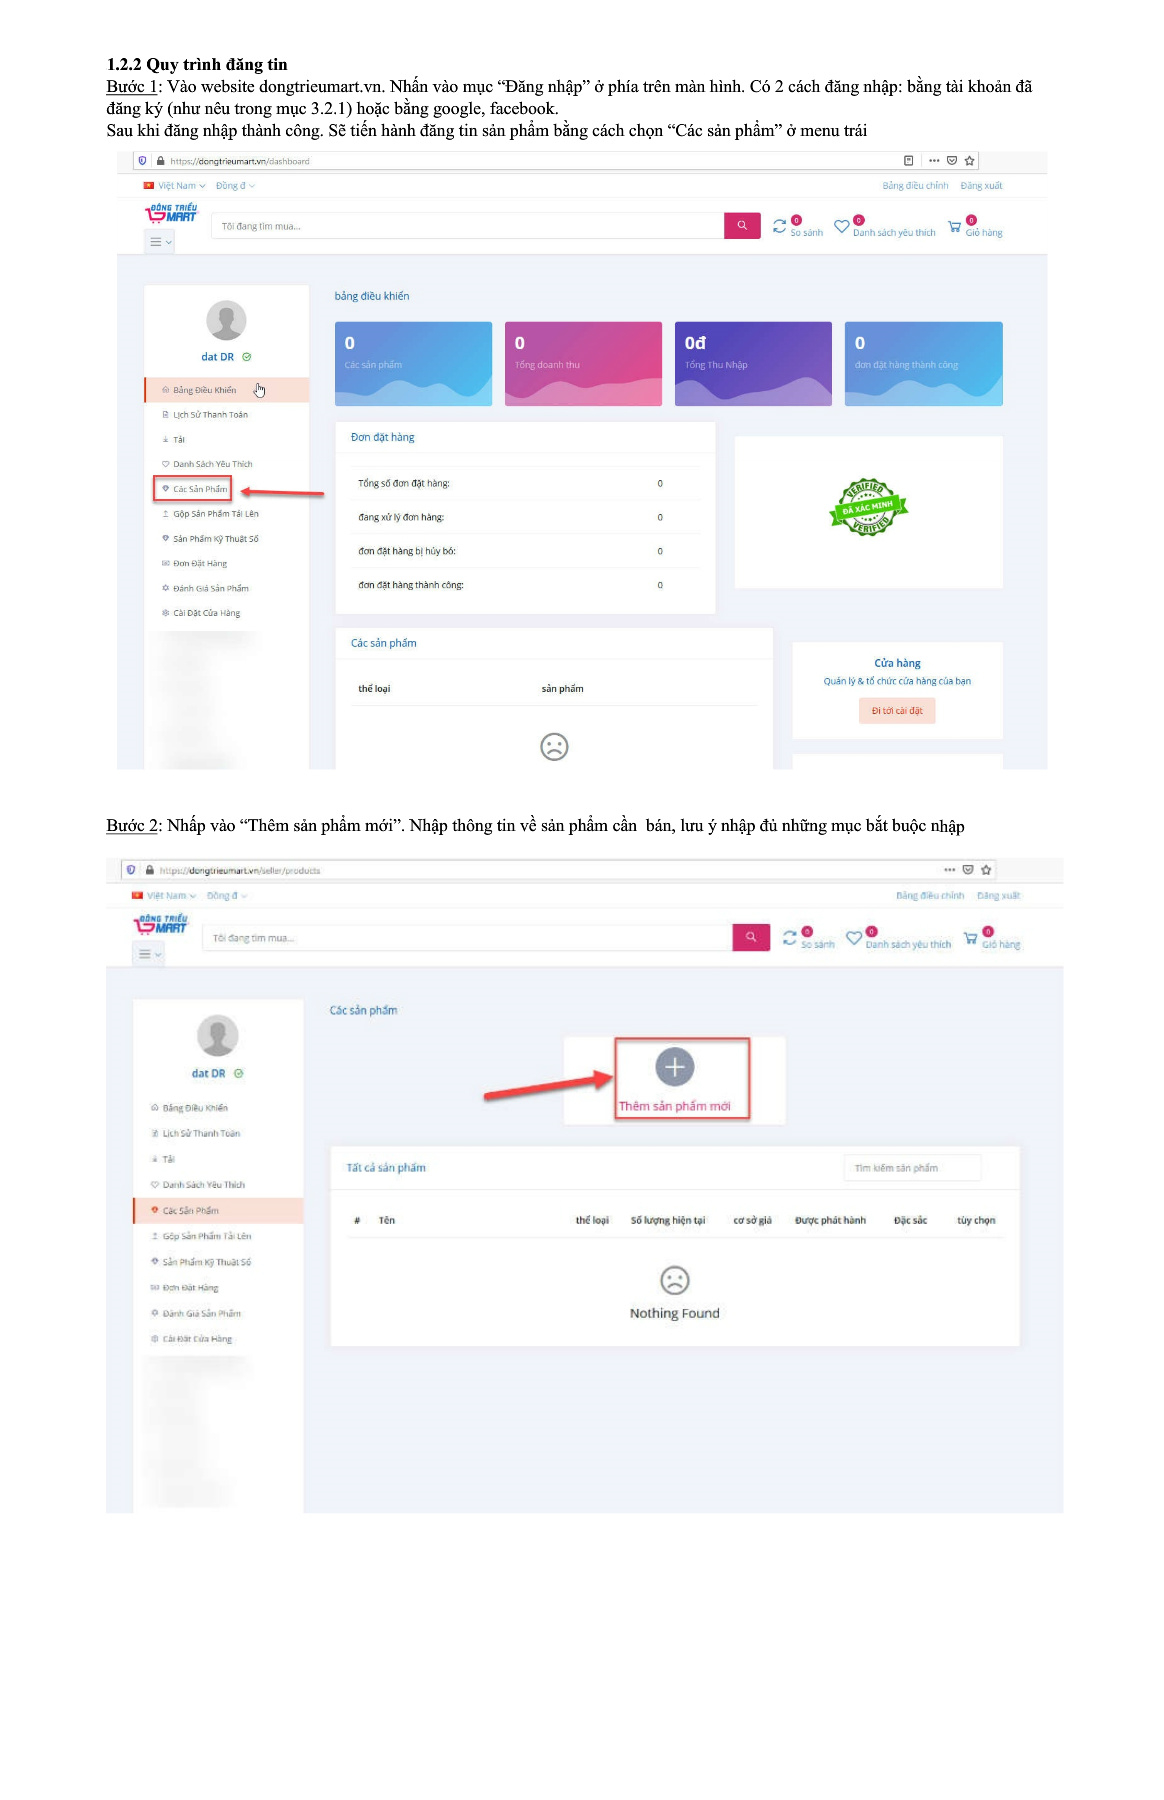 1.2.2 Quy trình đăng tin
Bước 1: Vào website dongtrieumart.vn. Nhấn vào mục “Đăng nhập” ở phía trên màn hình. Có 2 cách đăng nhập: bằng tài khoản đã
đăng ký (như nêu trong mục 3.2.1) hoặc bằng google, facebook.
Sau khi đăng nhập thành công. Sẽ tiến hành đăng tin sản phẩm bằng cách chọn “Các sản phẩm” ở menu trái
https://dongtrieumart.vn/dashboard
Việt Nam Đồng đ Bảng điều chỉnh Đăng xuất
ĐÔNG TRIỀU
MART
Tôi đang tìm mua...
0 So sánh 0 Danh sách yêu thích 0 Giỏ hàng
dat DR
Bảng Điều Khiển
Lịch Sử Thanh Toán
Tải
Danh Sách Yêu Thích
Các Sản Phẩm
Gộp Sản Phẩm Tải Lên
Sản Phẩm Kỹ Thuật Số
Đơn Đặt Hàng
Đánh Giá Sản Phẩm
Cài Đặt Cửa Hàng
bảng điều khiển
0
Các sản phẩm
0
Tổng doanh thu
0đ
Tổng Thu Nhập
0
đơn đặt hàng thành công
Đơn đặt hàng
Tổng số đơn đặt hàng: 0
đang xử lý đơn hàng: 0
đơn đặt hàng bị hủy bỏ: 0
đơn đặt hàng thành công: 0
VERIFIED
ĐÃ XÁC MINH
VERIFIED
Các sản phẩm
thể loại sản phẩm
Cửa hàng
Quản lý & tổ chức cửa hàng của bạn
Đi tới cài đặt
Bước 2: Nhấp vào “Thêm sản phẩm mới”. Nhập thông tin về sản phẩm cần bán, lưu ý nhập đủ những mục bắt buộc nhập
https://dongtrieumart.vn/seller/products
Việt Nam Đồng đ Bảng điều chỉnh Đăng xuất
ĐÔNG TRIỀU
MART
Tôi đang tìm mua...
0 So sánh 0 Danh sách yêu thích 0 Giỏ hàng
dat DR
Bảng Điều Khiển
Lịch Sử Thanh Toán
Tải
Danh Sách Yêu Thích
Các Sản Phẩm
Gộp Sản Phẩm Tải Lên
Sản Phẩm Kỹ Thuật Số
Đơn Đặt Hàng
Đánh Giá Sản Phẩm
Cài Đặt Cửa Hàng
Các sản phẩm
Thêm sản phẩm mới
Tất cả sản phẩm
Tìm kiếm sản phẩm
# Tên thể loại Số lượng hiện tại cơ sở giá Được phát hành Đặc sắc tùy chọn
Nothing Found